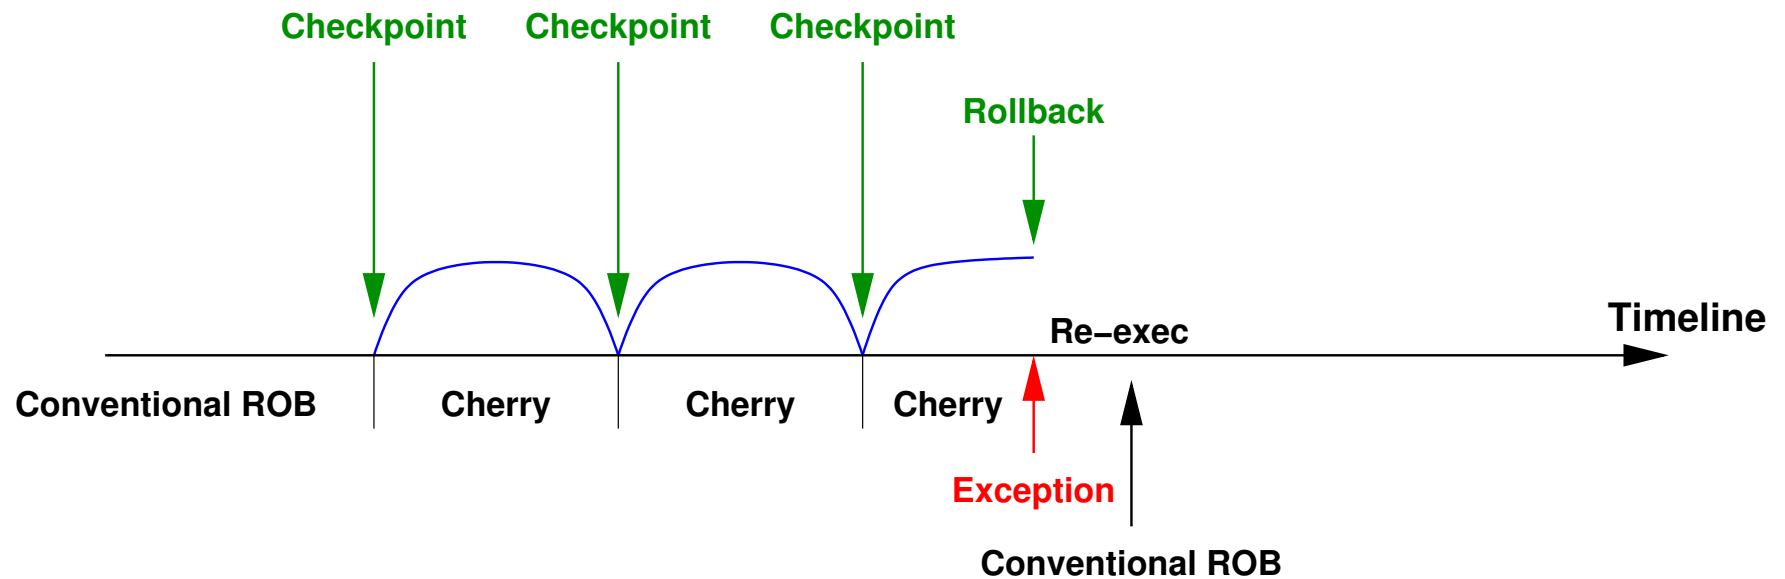 Checkpoint Checkpoint Checkpoint
Rollback
Re−exec
Timeline
Conventional ROB Cherry Cherry Cherry
Exception
Conventional ROB